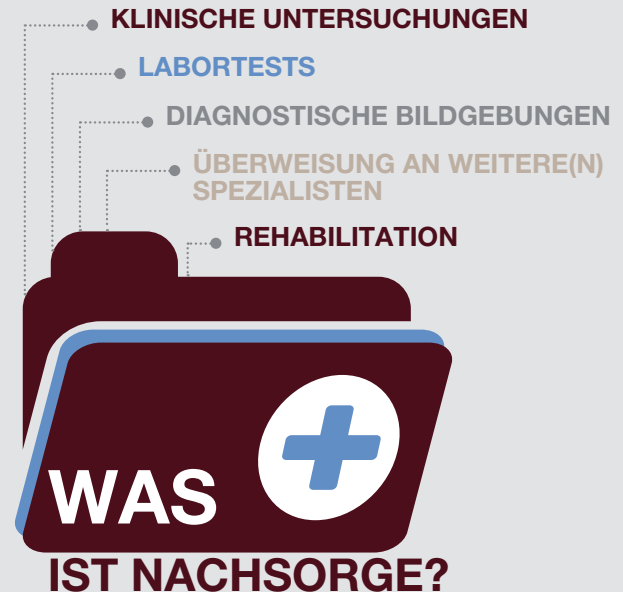 KLINISCHE UNTERSUCHUNGEN
LABORTESTS
DIAGNOSTISCHE BILDGEBUNGEN
ÜBERWEISUNG AN WEITERE(N)
SPEZIALISTEN
REHABILITATION
WAS
IST NACHSORGE?